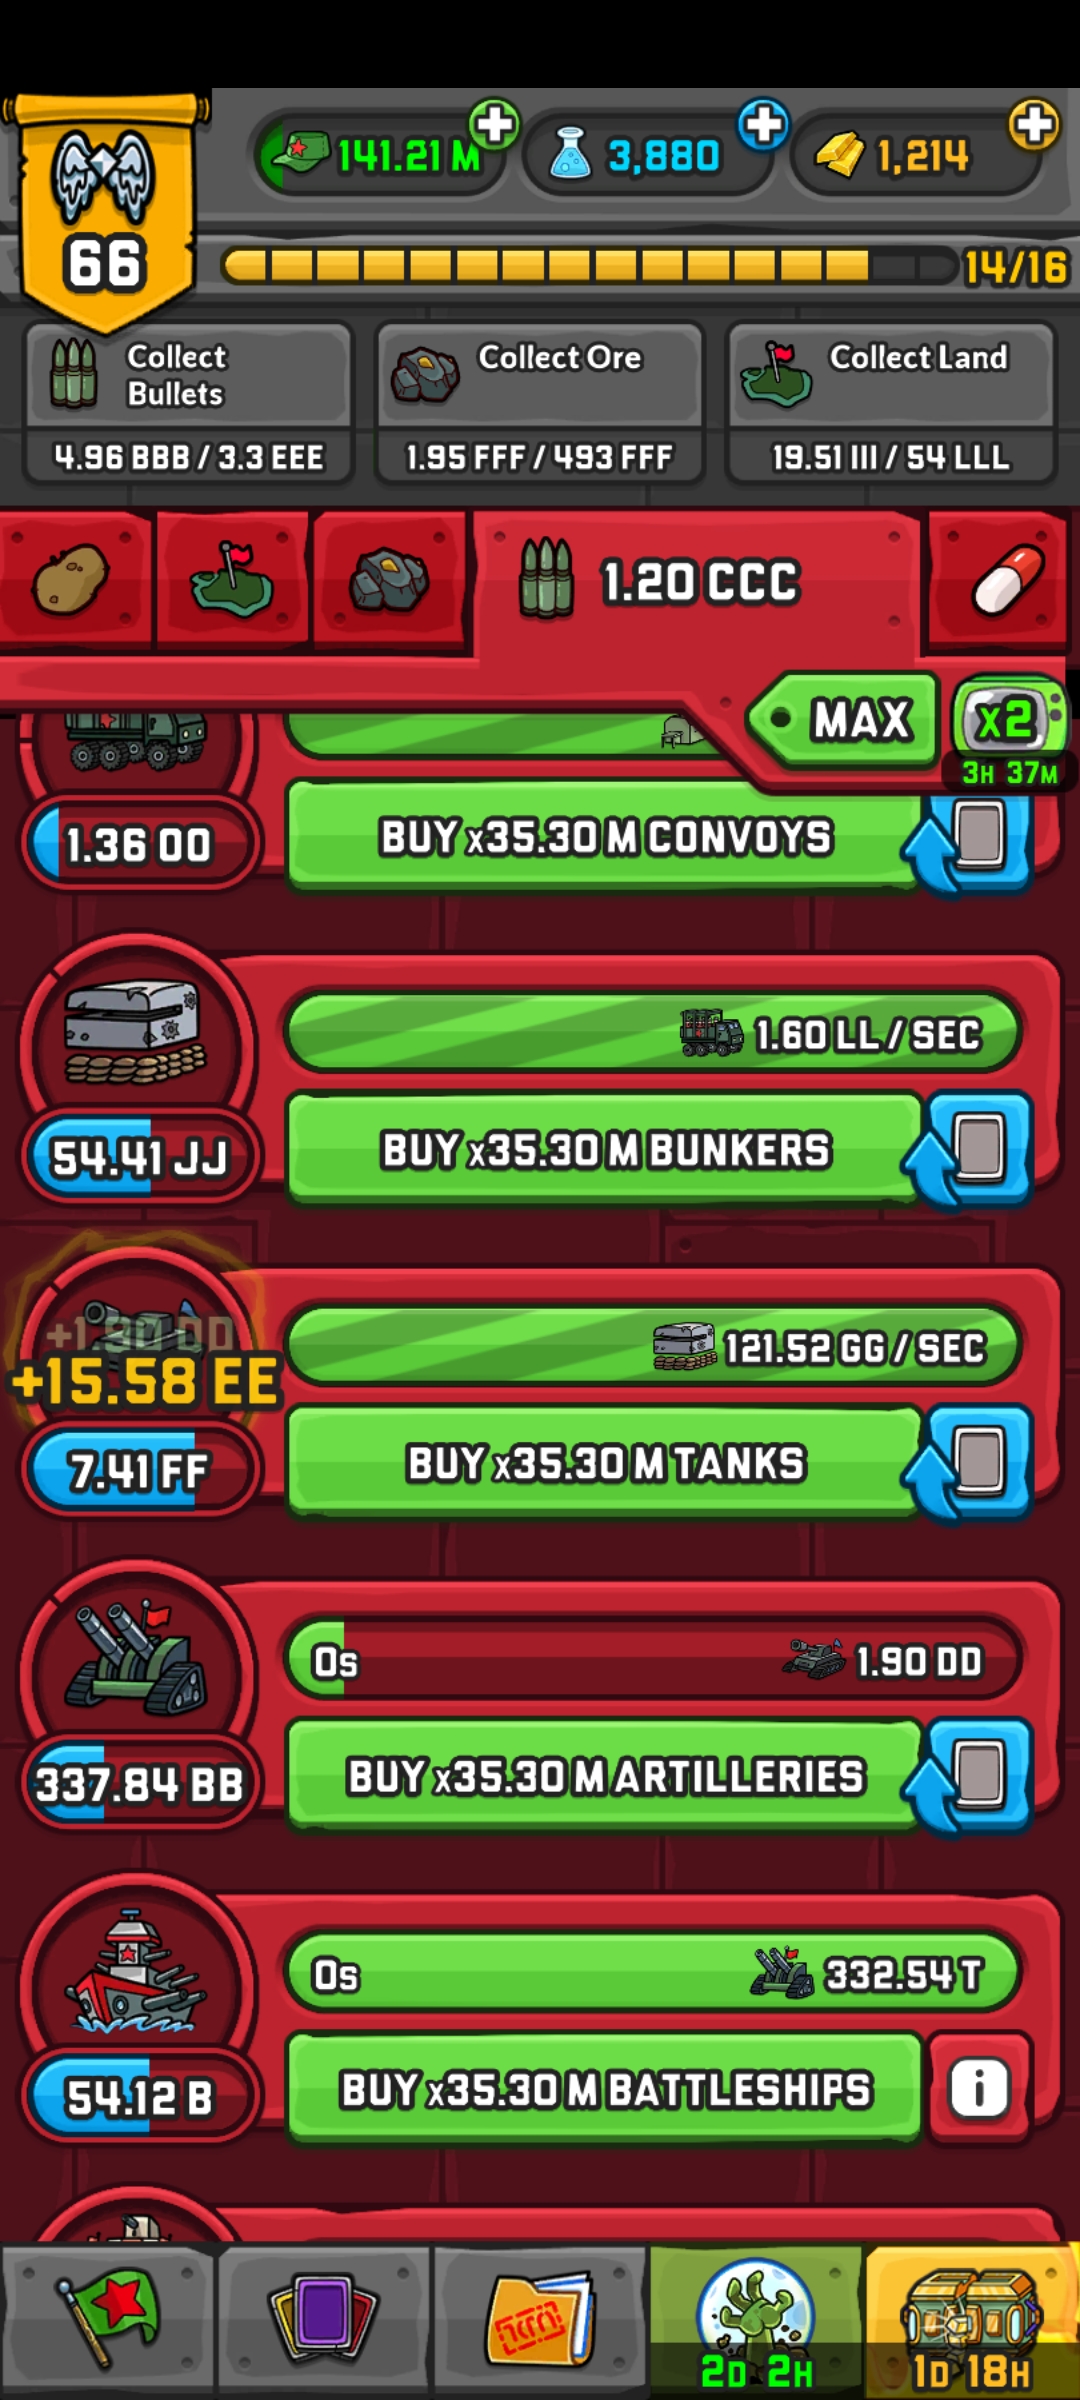 141.21 M
3,880
1,214
66
14/16
Collect
Bullets
Collect Ore
Collect Land
4.96 BBB / 3.3 EEE
1.95 FFF / 493 FFF
19.51 III / 54 LLL
1.20 CCC
MAX
x2
3H 37M
1.36 OO
BUY x35.30 M CONVOYS
1.60 LL / SEC
54.41 JJ
BUY x35.30 M BUNKERS
+1.90 DD
121.52 GG / SEC
+15.58 EE
7.41 FF
BUY x35.30 M TANKS
0s
1.90 DD
337.84 BB
BUY x35.30 M ARTILLERIES
0s
332.54 T
54.12 B
BUY x35.30 M BATTLESHIPS
i
2D 2H
1D 18H